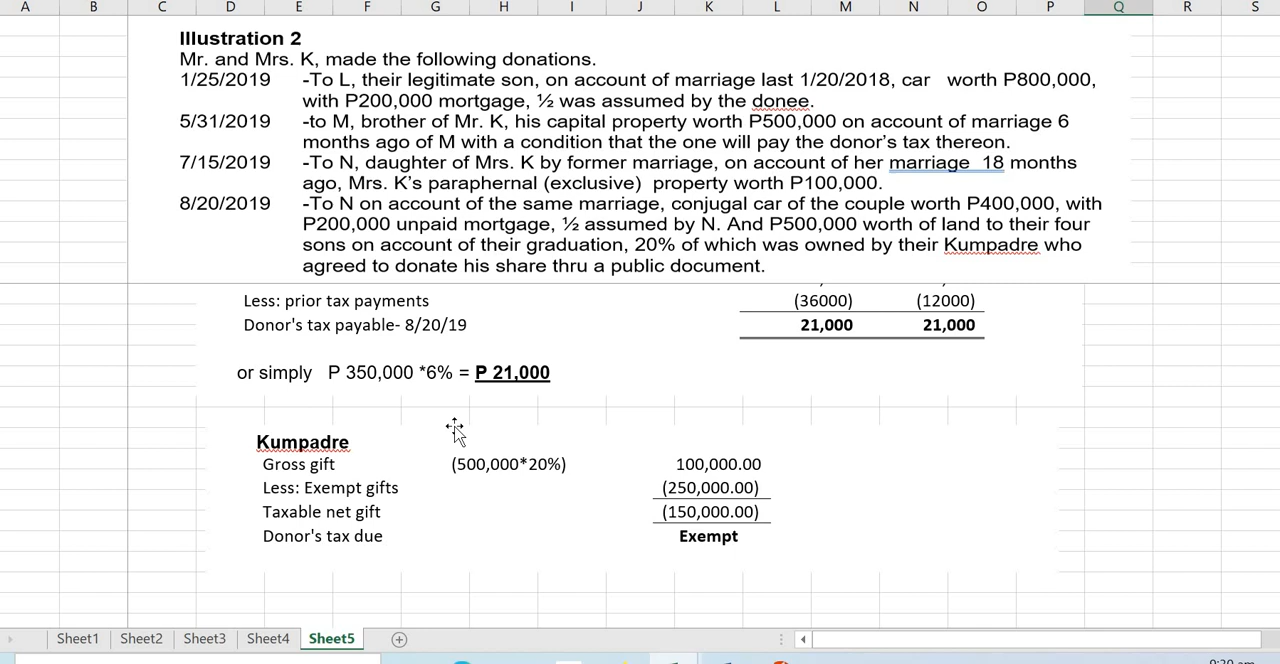 A B C D E F G H I J K L M N O P Q R S
Illustration 2
Mr. and Mrs. K, made the following donations.
1/25/2019 -To L, their legitimate son, on account of marriage last 1/20/2018, car worth P800,000,
with P200,000 mortgage, ½ was assumed by the donee.
5/31/2019 -to M, brother of Mr. K, his capital property worth P500,000 on account of marriage 6
months ago of M with a condition that the one will pay the donor's tax thereon.
7/15/2019 -To N, daughter of Mrs. K by former marriage, on account of her marriage 18 months
ago, Mrs. K's paraphernal (exclusive) property worth P100,000.
8/20/2019 -To N on account of the same marriage, conjugal car of the couple worth P400,000, with
P200,000 unpaid mortgage, ½ assumed by N. And P500,000 worth of land to their four
sons on account of their graduation, 20% of which was owned by their Kumpadre who
agreed to donate his share thru a public document.
Less: prior tax payments (36000) (12000)
Donor's tax payable- 8/20/19 21,000 21,000
or simply P 350,000 *6% = P 21,000
Kumpadre
Gross gift (500,000*20%) 100,000.00
Less: Exempt gifts (250,000.00)
Taxable net gift (150,000.00)
Donor's tax due Exempt
Sheet1 Sheet2 Sheet3 Sheet4 Sheet5